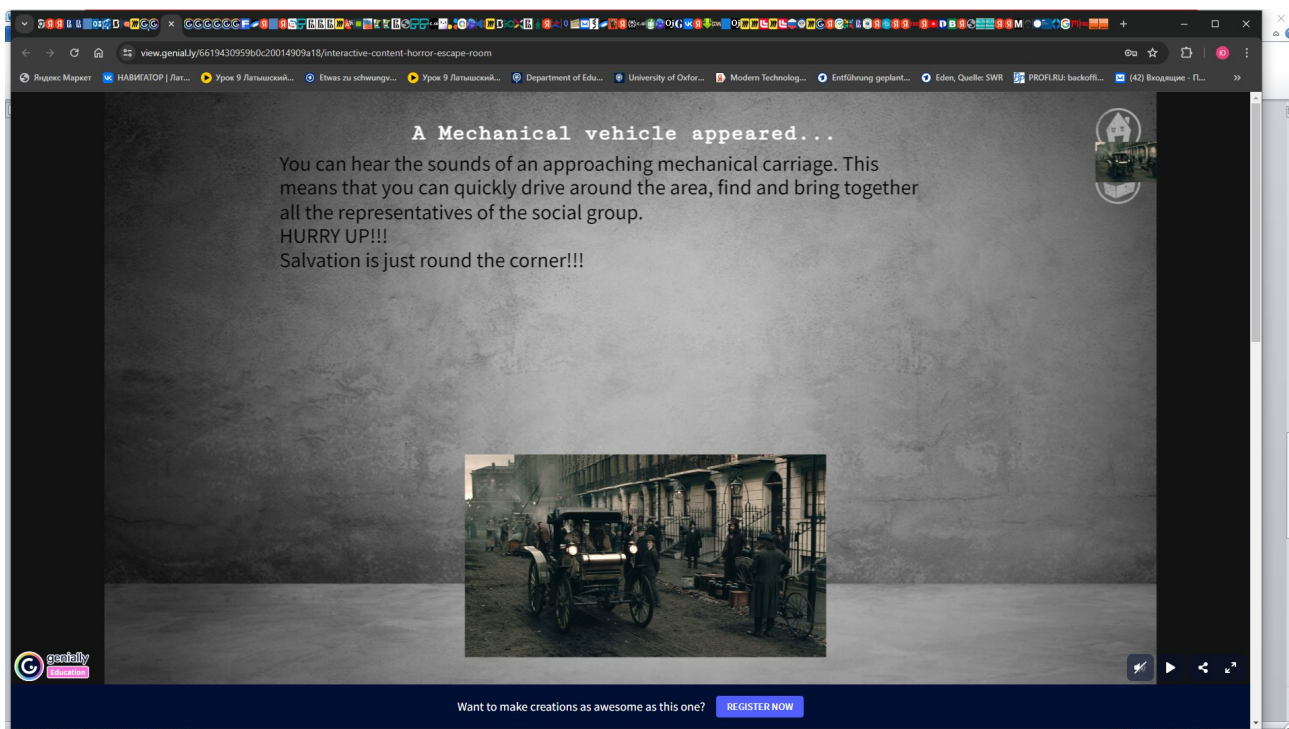 view.genial.ly/6619430959b0c20014909a18/interactive-content-horror-escape-room
Яндекс Маркет НАВИГАТОР | Лат... Урок 9 Латышский... Etwas zu schwungv... Урок 9 Латышский... Department of Edu... University of Oxfor... Modern Technolog... Entführung geplant... Eden, Quelle: SWR PROFI.RU: backoffi... (42) Входящие - П... »
A Mechanical vehicle appeared...
You can hear the sounds of an approaching mechanical carriage. This
means that you can quickly drive around the area, find and bring together
all the representatives of the social group.
HURRY UP!!!
Salvation is just round the corner!!!
genially
Education
Want to make creations as awesome as this one? REGISTER NOW